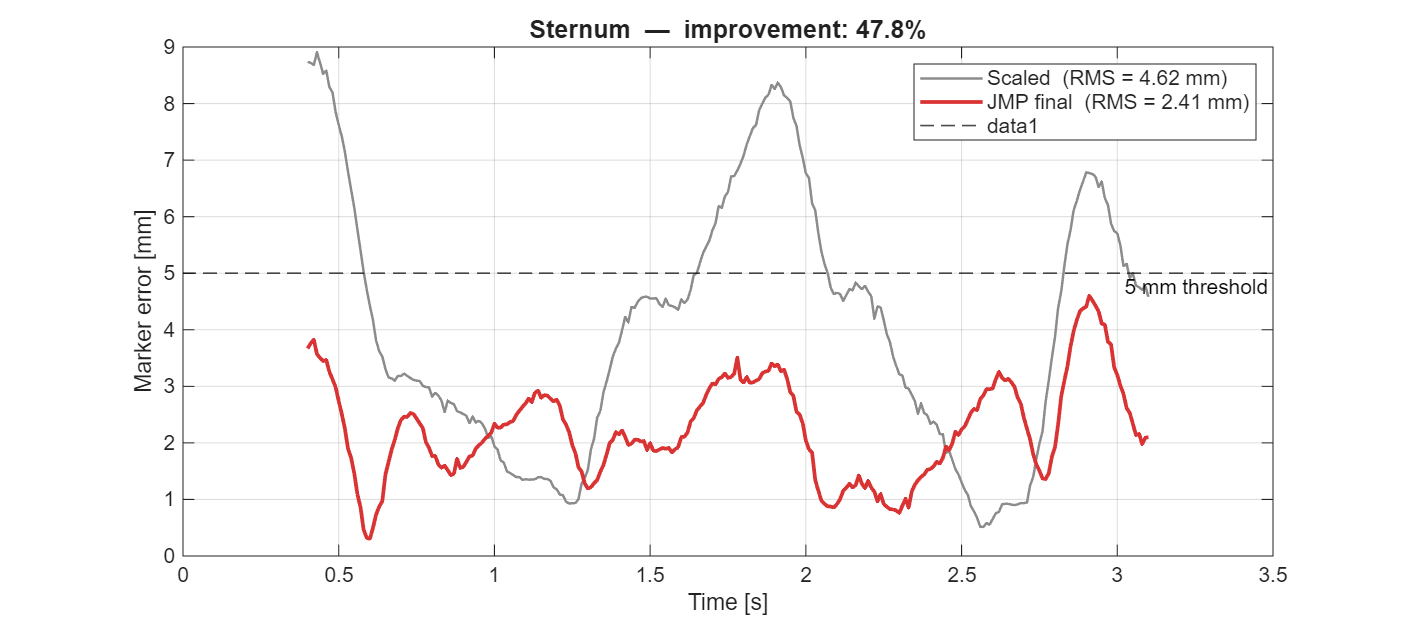 Sternum — improvement: 47.8%
9
8
7
6
5
4
3
2
1
0
Marker error [mm]
Scaled (RMS = 4.62 mm)
JMP final (RMS = 2.41 mm)
data1
5 mm threshold
0 0.5 1 1.5 2 2.5 3 3.5
Time [s]